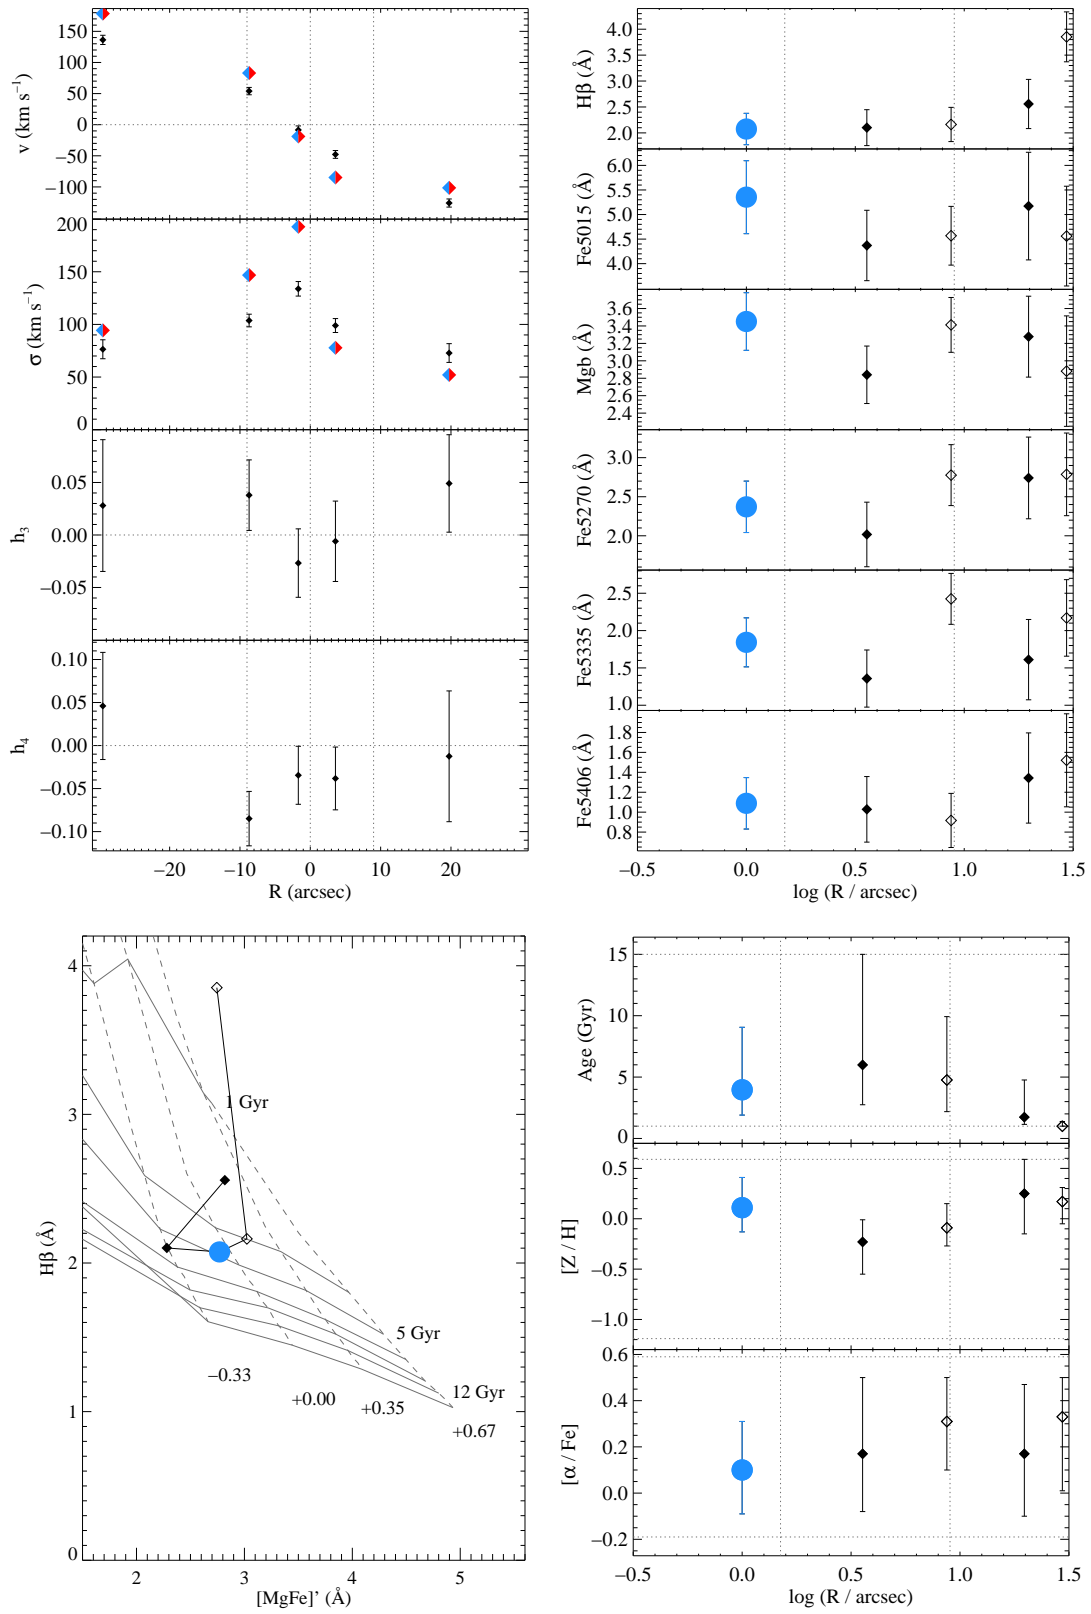 150
100
50
0
−50
−100
v (km s⁻¹)
200
150
100
50
0
σ (km s⁻¹)
0.05
0.00
−0.05
h₃
0.10
0.05
0.00
−0.05
−0.10
h₄
−20 −10 0 10 20
R (arcsec)
4.0
3.5
3.0
2.5
2.0
Hβ (Å)
6.0
5.5
5.0
4.5
4.0
Fe5015 (Å)
3.6
3.4
3.2
3.0
2.8
2.6
2.4
Mgb (Å)
3.0
2.5
2.0
Fe5270 (Å)
2.5
2.0
1.5
1.0
Fe5335 (Å)
1.8
1.6
1.4
1.2
1.0
0.8
Fe5406 (Å)
−0.5 0.0 0.5 1.0 1.5
log (R / arcsec)
4
3
2
1
0
Hβ (Å)
1 Gyr
5 Gyr
12 Gyr
−0.33
+0.00
+0.35
+0.67
2 3 4 5
[MgFe]’ (Å)
15
10
5
0
Age (Gyr)
0.5
0.0
−0.5
−1.0
[Z / H]
0.6
0.4
0.2
0.0
−0.2
[α / Fe]
−0.5 0.0 0.5 1.0 1.5
log (R / arcsec)